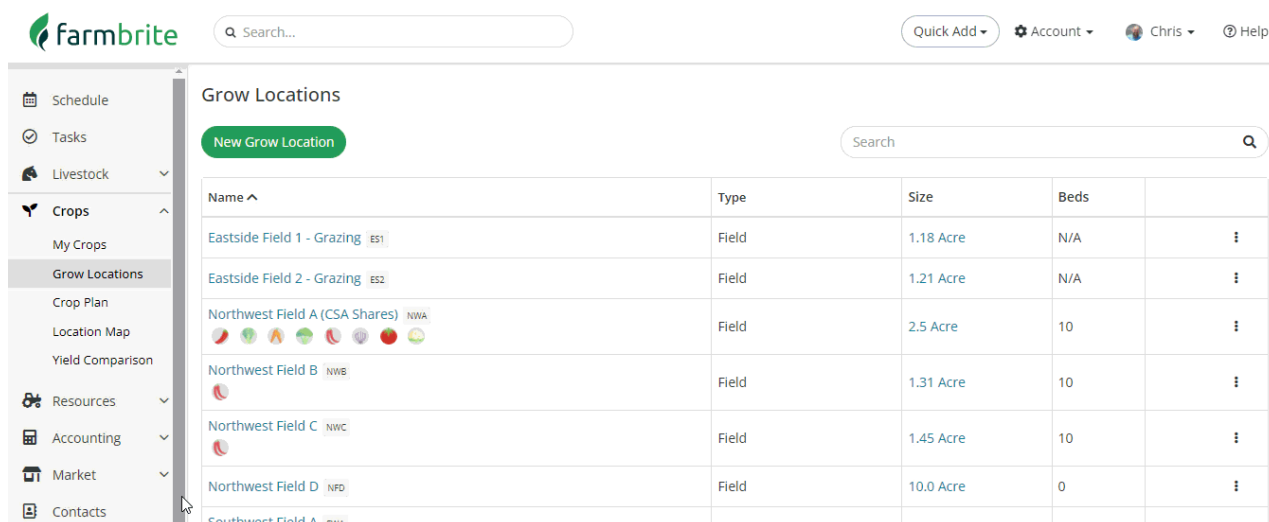 farmbrite
Search...
Quick Add
Account
Chris
Help
Schedule
Tasks
Livestock
Crops
My Crops
Grow Locations
Crop Plan
Location Map
Yield Comparison
Resources
Accounting
Market
Contacts
Grow Locations
New Grow Location
Search
Name Type Size Beds
Eastside Field 1 - Grazing ES1 Field 1.18 Acre N/A
Eastside Field 2 - Grazing ES2 Field 1.21 Acre N/A
Northwest Field A (CSA Shares) NWA Field 2.5 Acre 10
Northwest Field B NWB Field 1.31 Acre 10
Northwest Field C NWC Field 1.45 Acre 10
Northwest Field D NFD Field 10.0 Acre 0
Southwest Field A